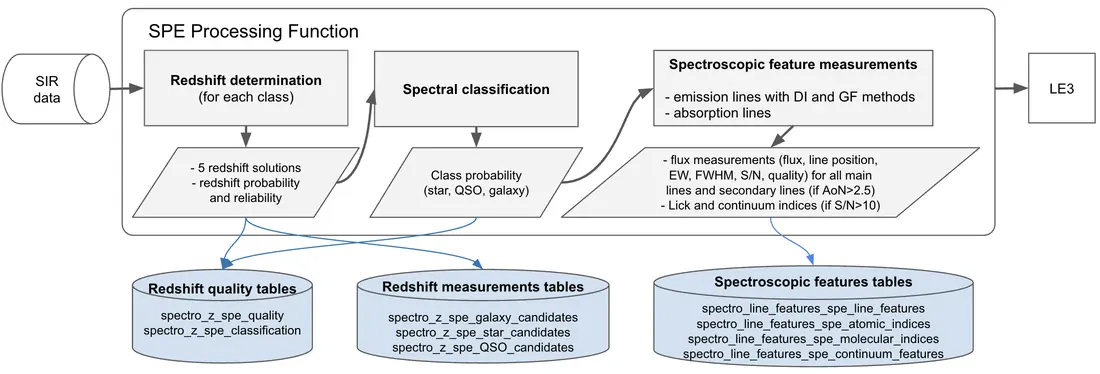 SPE Processing Function
SIR
data
Redshift determination
(for each class)
Spectral classification
Spectroscopic feature measurements
- emission lines with DI and GF methods
- absorption lines
LE3
- 5 redshift solutions
- redshift probability
and reliability
Class probability
(star, QSO, galaxy)
- flux measurements (flux, line position,
EW, FWHM, S/N, quality) for all main
lines and secondary lines (if AoN>2.5)
- Lick and continuum indices (if S/N>10)
Redshift quality tables
spectro_z_spe_quality
spectro_z_spe_classification
Redshift measurements tables
spectro_z_spe_galaxy_candidates
spectro_z_spe_star_candidates
spectro_z_spe_QSO_candidates
Spectroscopic features tables
spectro_line_features_spe_line_features
spectro_line_features_spe_atomic_indices
spectro_line_features_spe_molecular_indices
spectro_line_features_spe_continuum_features